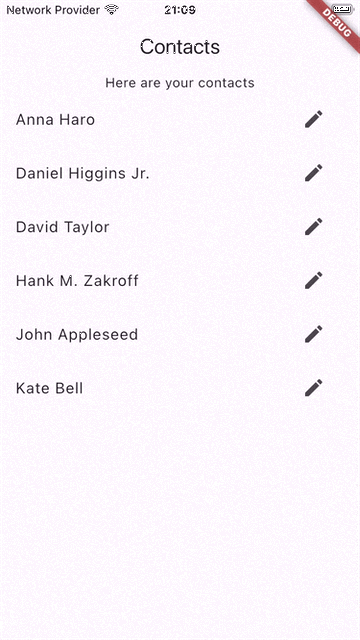 Network Provider 21:09
DEBUG
Contacts
Here are your contacts
Anna Haro
Daniel Higgins Jr.
David Taylor
Hank M. Zakroff
John Appleseed
Kate Bell